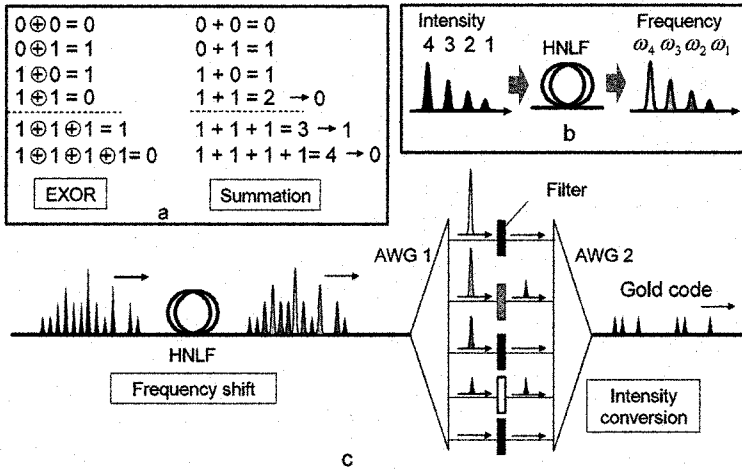 0⊕0=0
0⊕1=1
1⊕0=1
1⊕1=0
1⊕1⊕1=1
1⊕1⊕1⊕1=0
EXOR
0+0=0
0+1=1
1+0=1
1+1=2 →0
1+1+1=3 →1
1+1+1+1=4 →0
Summation
a
Intensity
4 3 2 1
HNLF
Frequency
ω4 ω3 ω2 ω1
b
Filter
AWG 1
AWG 2
Gold code
HNLF
Frequency shift
Intensity
conversion
c